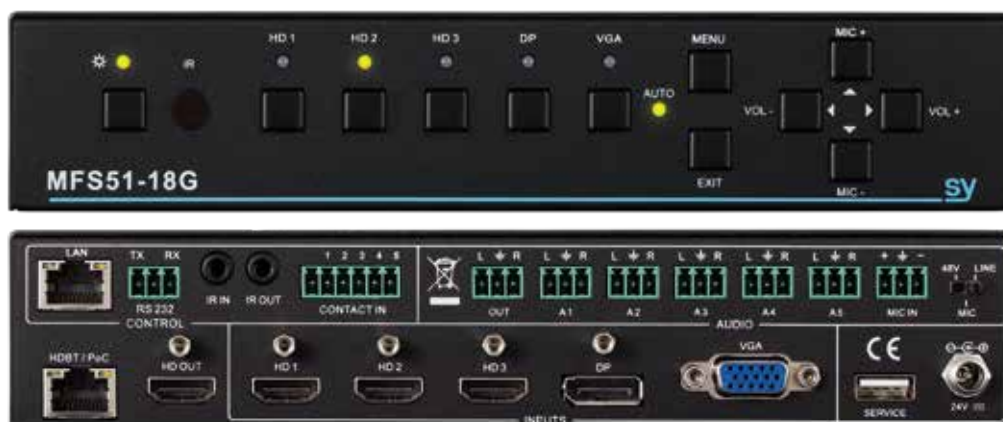 HD 1 HD 2 HD 3 DP VGA MENU MIC +
IR
AUTO
VOL - VOL +
MFS51-18G EXIT MIC - sy
LAN TX RX 1 2 3 4 5 L R L R L R L R L R L R + - 48V LINE
RS 232 IR IN IR OUT CONTACT IN OUT A1 A2 A3 A4 A5 MIC IN MIC
CONTROL AUDIO
HDBT / PoC HD OUT HD 1 HD 2 HD 3 DP VGA CE
SERVICE 24V
INPUTS